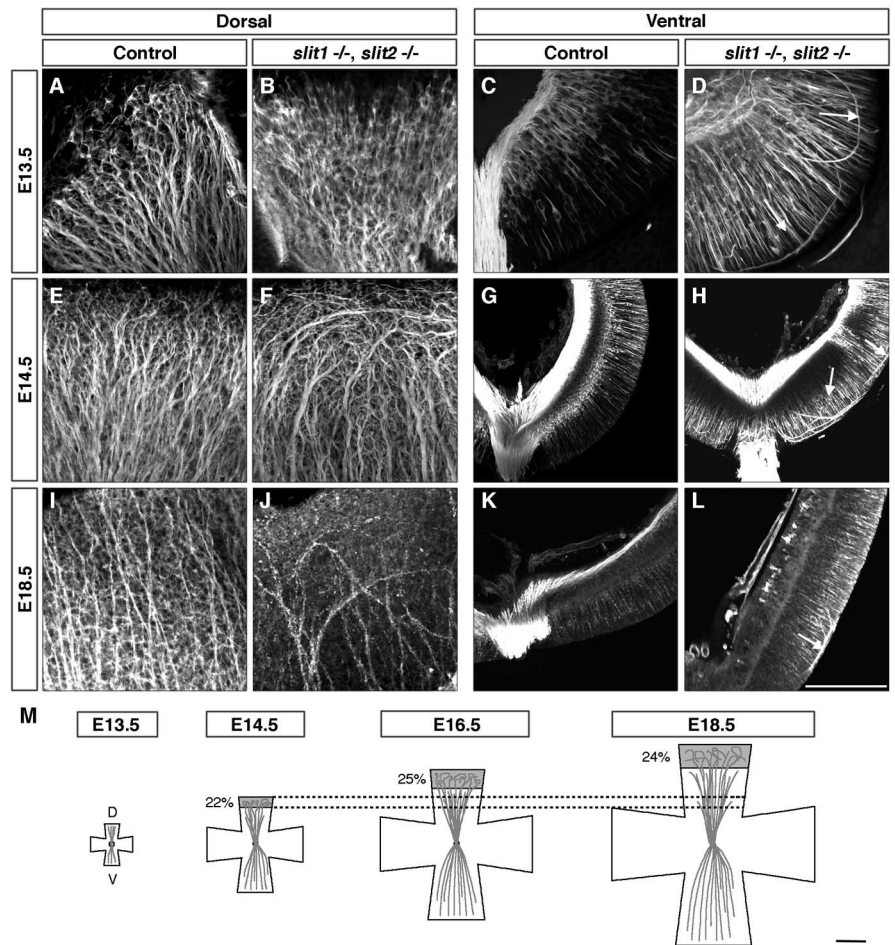 Dorsal Ventral
Control slit1 -/-, slit2 -/- Control slit1 -/-, slit2 -/-
E13.5
A B C D
E14.5
E F G H
E18.5
I J K L
M E13.5 E14.5 E16.5 E18.5
24%
25%
22%
D
V